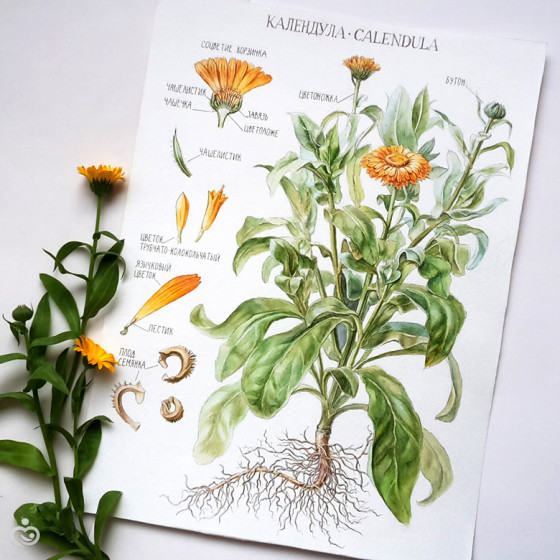 КАЛЕНДУЛА · CALENDULA
СОЦВЕТИЕ КОРЗИНКА
ЧАШЕЛИСТИК
ЧАШЕЧКА
ЗАВЯЗЬ
ЦВЕТОЛОЖЕ
ЦВЕТОНОЖКА
БУТОН
ЧАШЕЛИСТИК
ЦВЕТОК
ТРУБЧАТО-КОЛОКОЛЬЧАТЫЙ
ЯЗЫЧКОВЫЙ
ЦВЕТОК
ПЕСТИК
ПЛОД
СЕМЯНКА